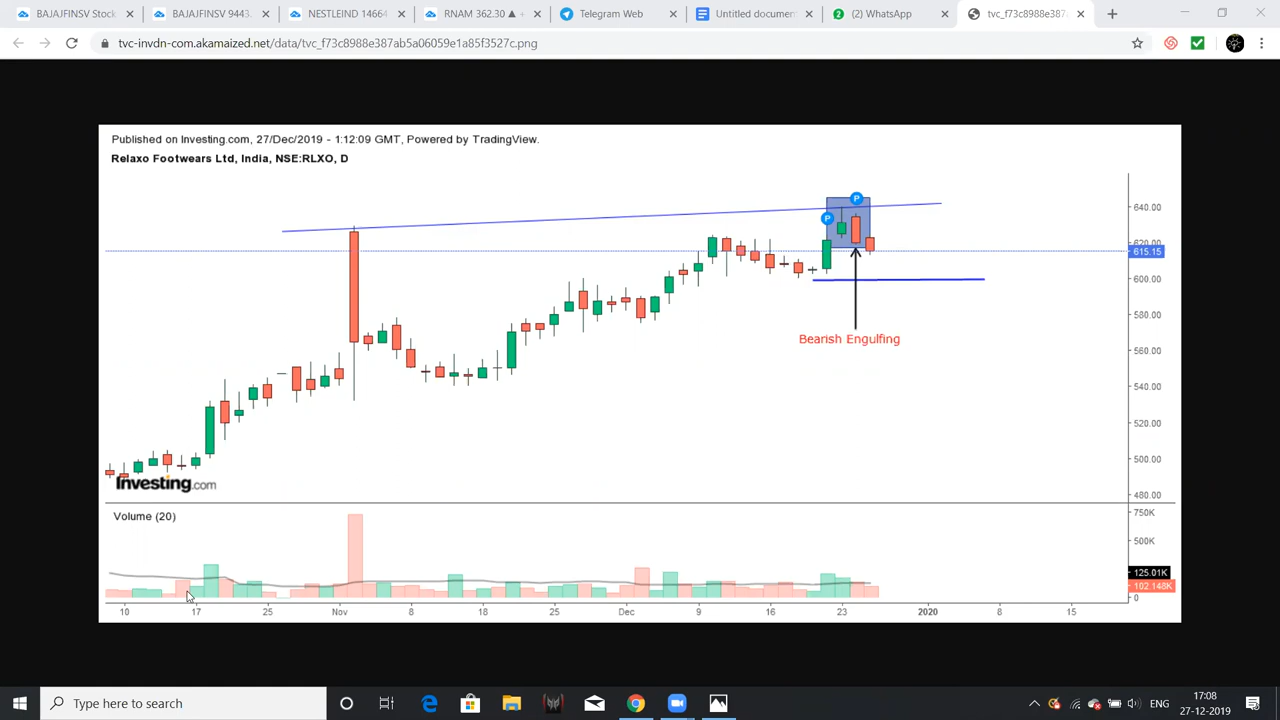 BAJAJFINSV Stock
BAJAJFINSV 9443.
NESTLEIND 14664
RNAM 362.30 ▲ +
Telegram Web
Untitled documen
(2) WhatsApp
tvc_f73c8988e387
tvc-invdn-com.akamaized.net/data/tvc_f73c8988e387ab5a06059e1a85f3527c.png
Published on Investing.com, 27/Dec/2019 - 1:12:09 GMT, Powered by TradingView.
Relaxo Footwears Ltd, India, NSE:RLXO, D
P
P
640.00
620.00
615.15
600.00
580.00
Bearish Engulfing
560.00
540.00
520.00
500.00
480.00
Investing.com
Volume (20)
750K
500K
125.01K
102.148K
0
10 17 25 Nov 8 18 25 Dec 9 16 23 2020 8 15
Type here to search
ENG
17:08
27-12-2019